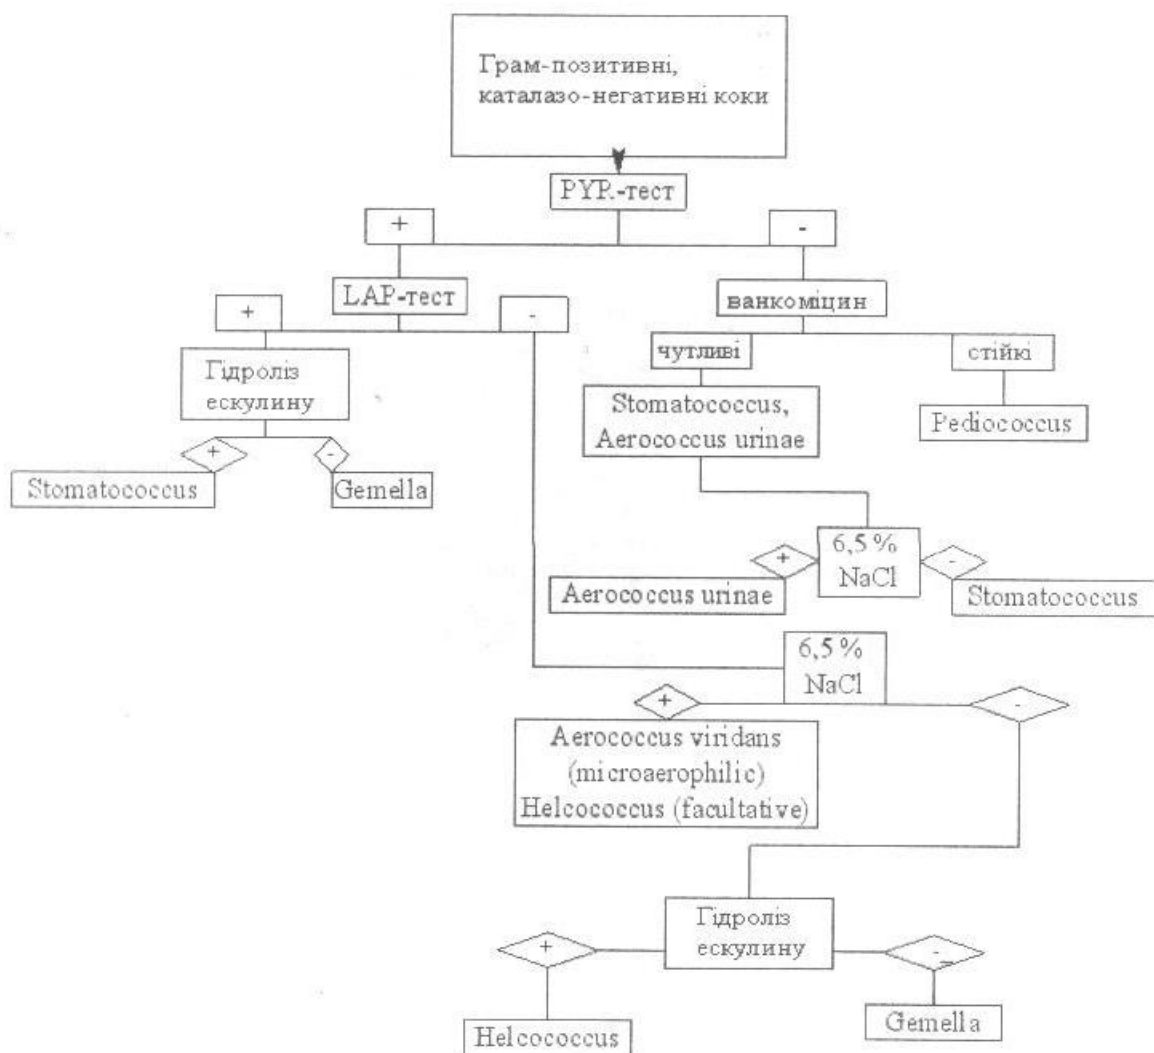 Грам-позитивні,
каталазо-негативні коки
PYR-тест
+
-
LAP-тест
ванкоміцин
+
-
чутливі
стійкі
Гідроліз
ескулину
Stomatococcus,
Aerococcus urinae
Pediococcus
+
-
Stomatococcus
Gemella
6,5 %
NaCl
+
-
Aerococcus urinae
Stomatococcus
6,5 %
NaCl
+
-
Aerococcus viridans
(microaerophilic)
Helcococcus (facultative)
Гідроліз
ескулину
+
-
Helcococcus
Gemella